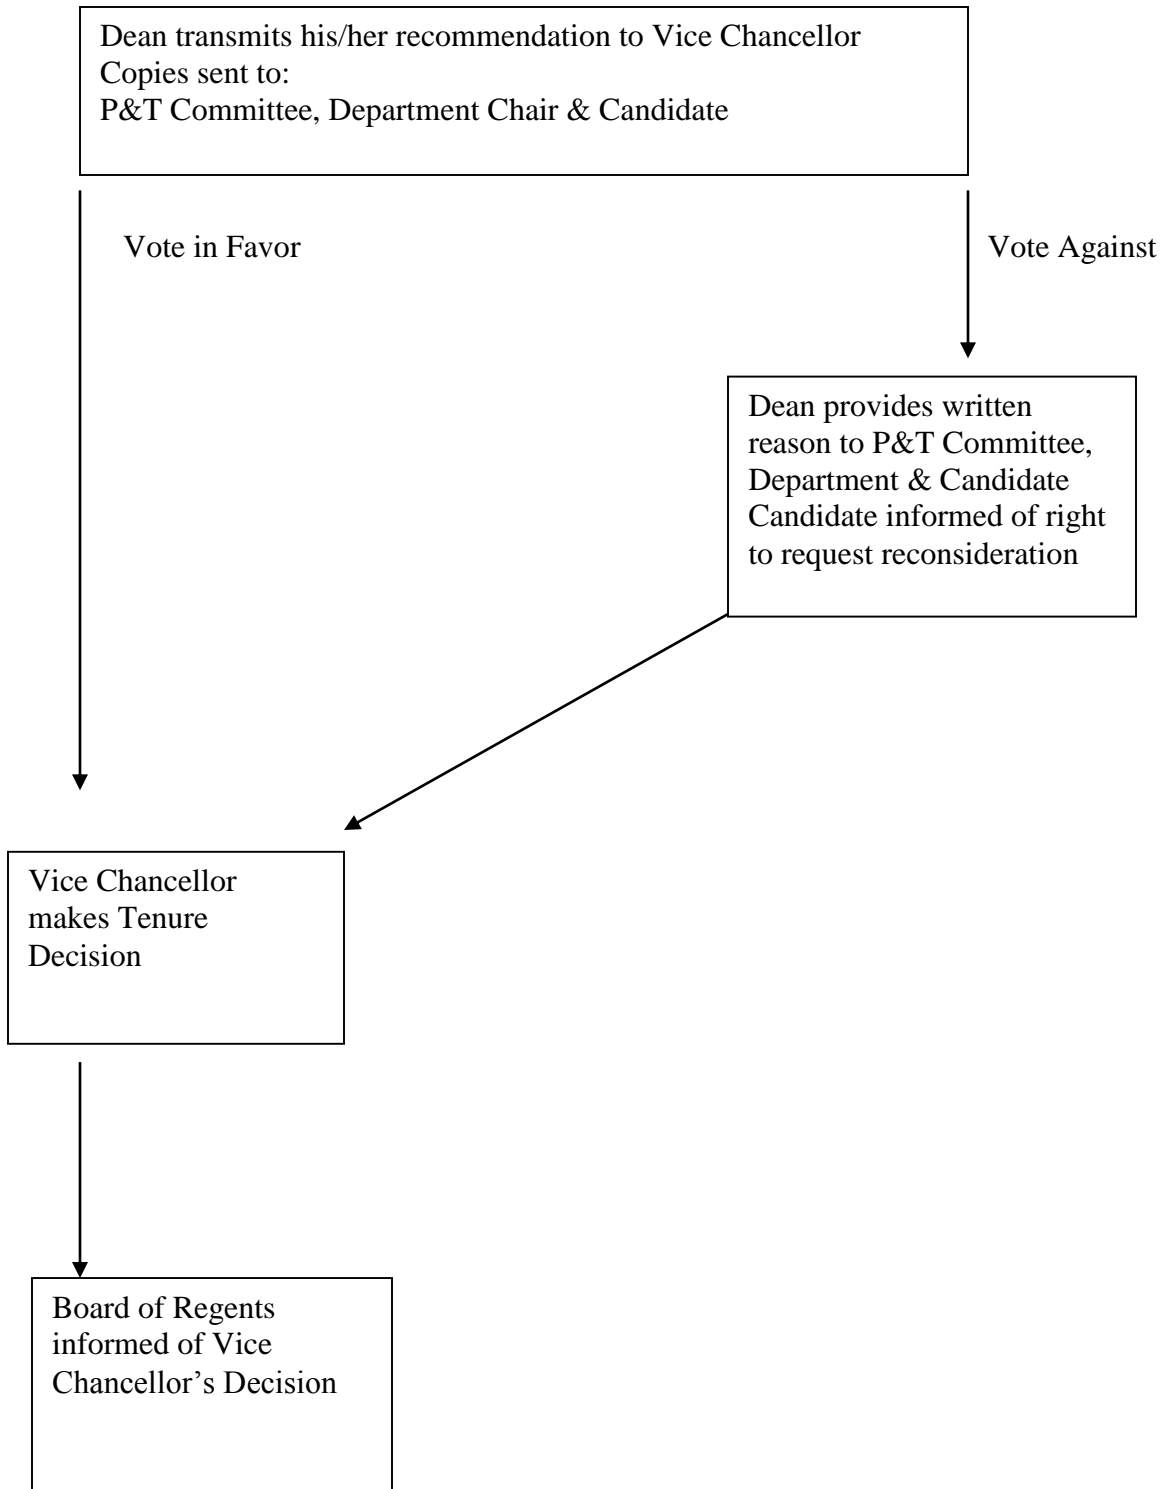 Dean transmits his/her recommendation to Vice Chancellor
Copies sent to:
P&T Committee, Department Chair & Candidate
Vote in Favor
Vote Against
Dean provides written
reason to P&T Committee,
Department & Candidate
Candidate informed of right
to request reconsideration
Vice Chancellor
makes Tenure
Decision
Board of Regents
informed of Vice
Chancellor’s Decision